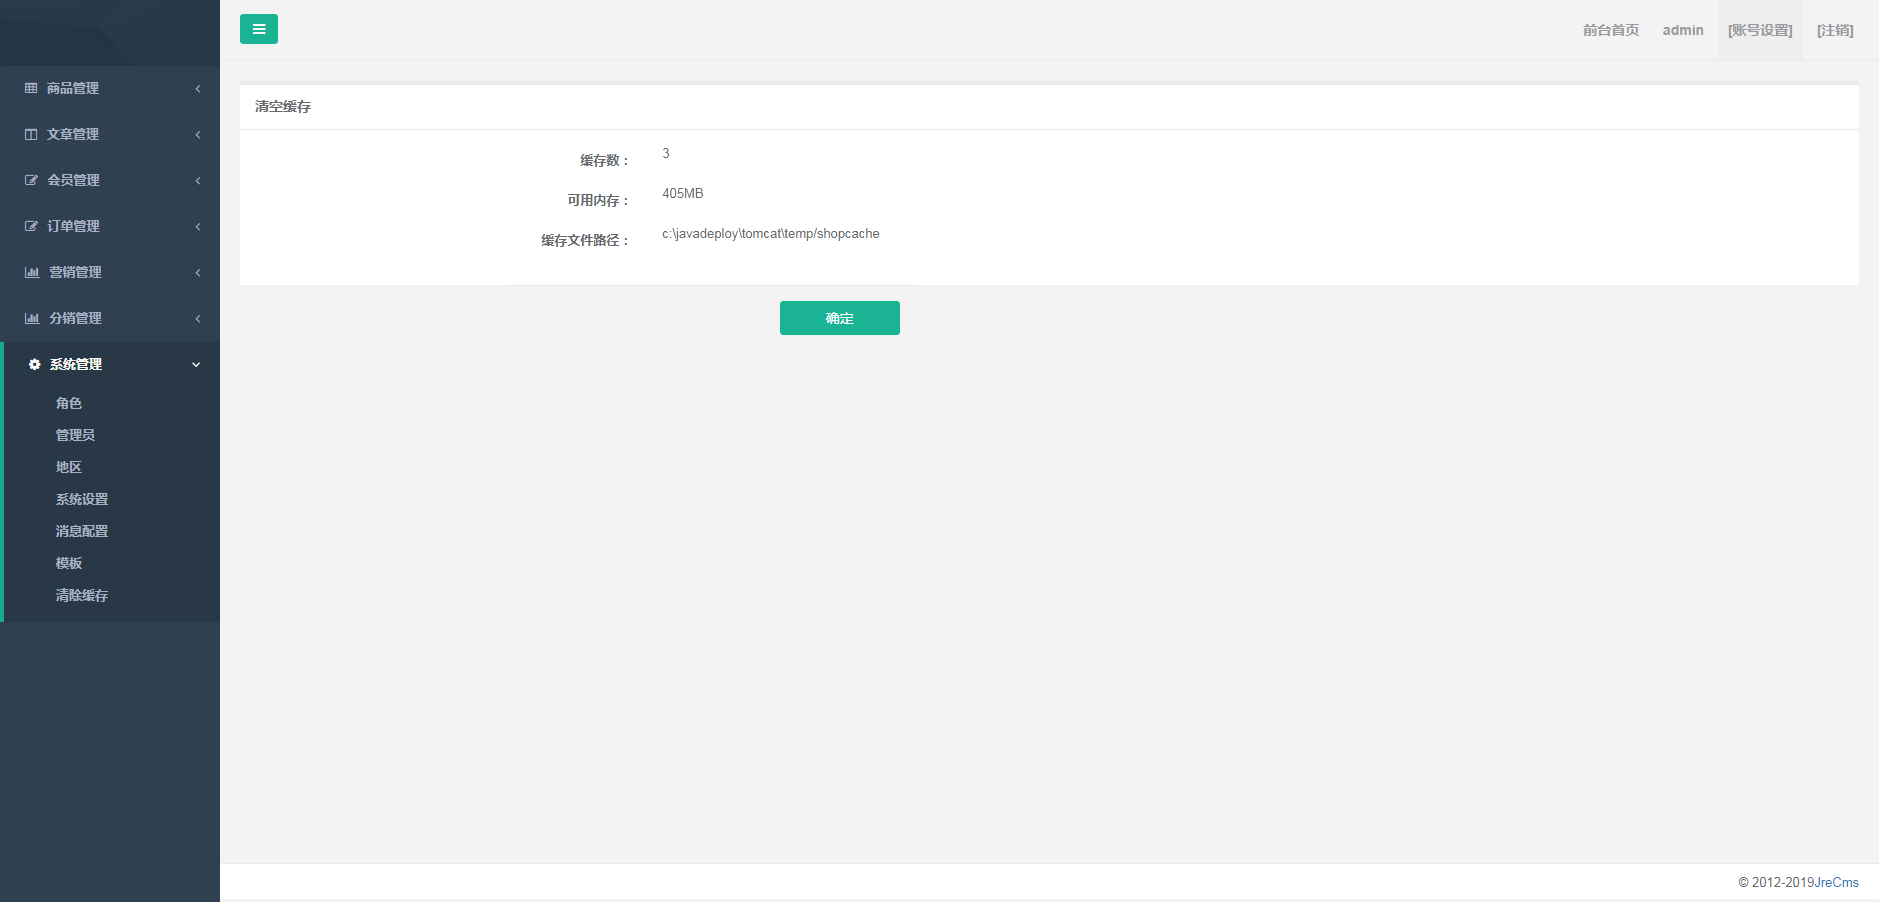 前台首页 admin [账号设置] [注销]
商品管理
文章管理
会员管理
订单管理
营销管理
分销管理
系统管理
角色
管理员
地区
系统设置
消息配置
模板
清除缓存
清空缓存
缓存数： 3
可用内存： 405MB
缓存文件路径： c:\javadeploy\tomcat\temp/shopcache
确定
© 2012-2019JreCms